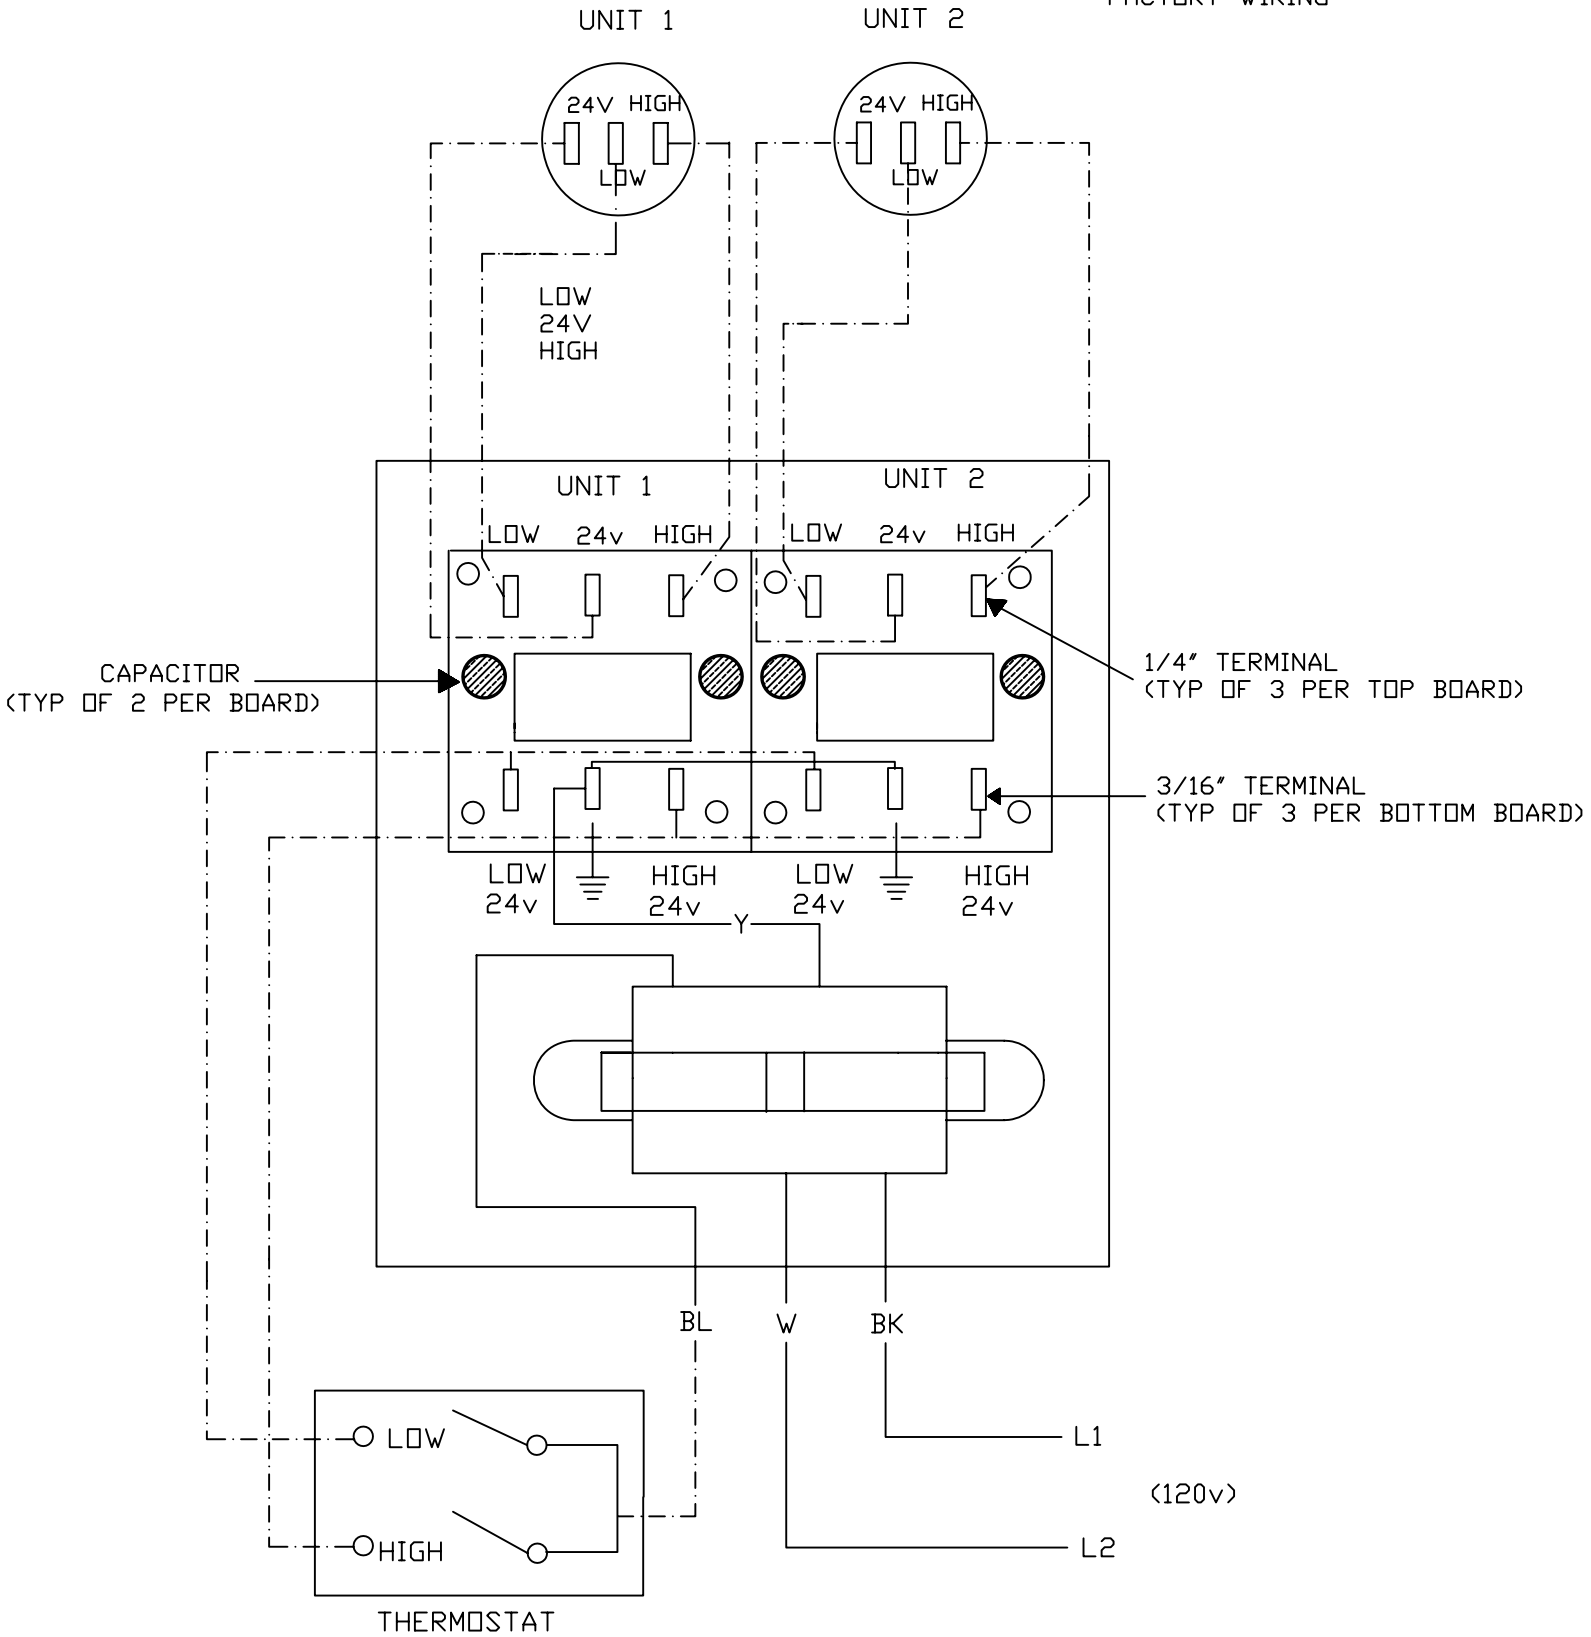 FACTORY WIRING
UNIT 1
UNIT 2
24V HIGH
LOW
24V HIGH
LOW
LOW
24V
HIGH
UNIT 1
UNIT 2
LOW 24v HIGH
LOW 24v HIGH
CAPACITOR
(TYP OF 2 PER BOARD)
1/4" TERMINAL
(TYP OF 3 PER TOP BOARD)
3/16" TERMINAL
(TYP OF 3 PER BOTTOM BOARD)
LOW
24v
HIGH
24v
LOW
24v
HIGH
24v
Y
BL
W
BK
LOW
HIGH
L1
(120v)
L2
THERMOSTAT